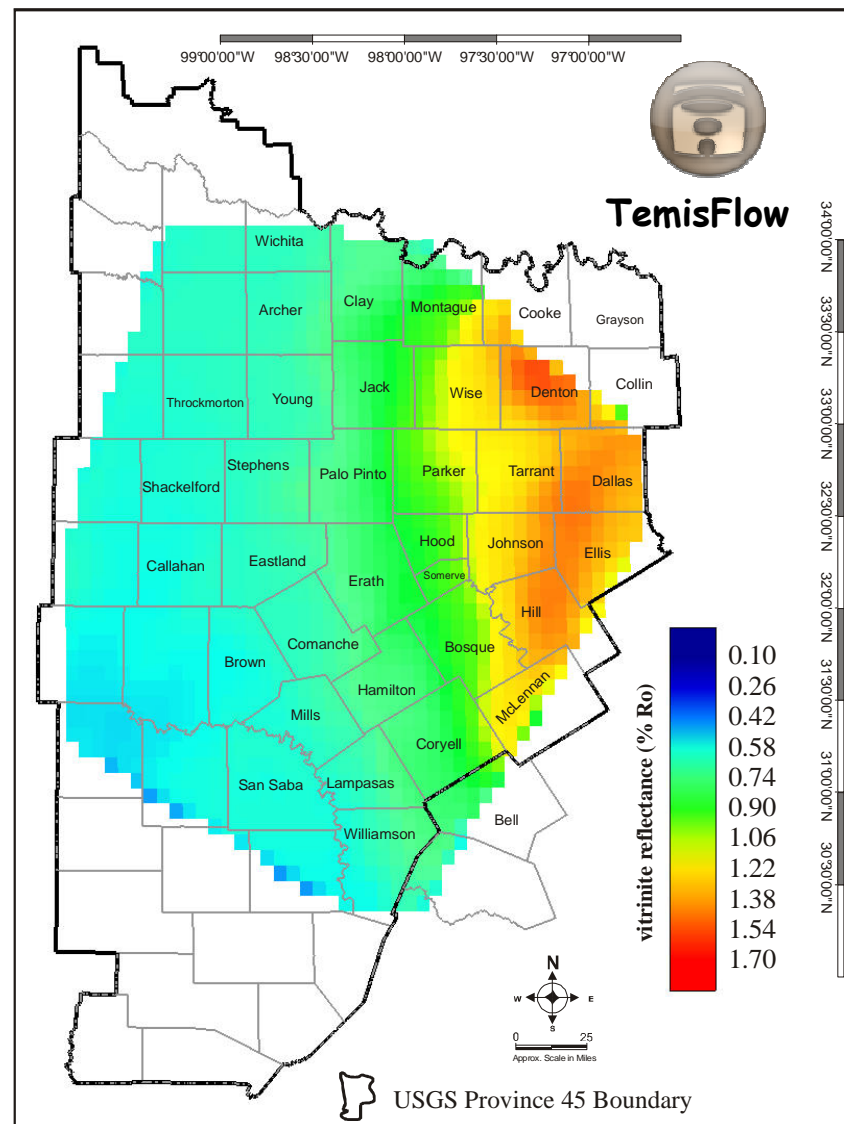 99°00'00"W 98°30'00"W 98°00'00"W 97°30'00"W 97°00'00"W
TemisFlow
34°00'00"N
33°30'00"N
33°00'00"N
32°30'00"N
32°00'00"N
31°30'00"N
31°00'00"N
30°30'00"N
Wichita
Archer
Clay
Montague
Cooke
Grayson
Throckmorton
Young
Jack
Wise
Denton
Collin
Shackelford
Stephens
Palo Pinto
Parker
Tarrant
Dallas
Callahan
Eastland
Erath
Hood
Somerve
Johnson
Ellis
Hill
Brown
Comanche
Bosque
Hamilton
McLennan
Mills
Coryell
San Saba
Lampasas
Williamson
Bell
vitrinite reflectance (% Ro)
0.10
0.26
0.42
0.58
0.74
0.90
1.06
1.22
1.38
1.54
1.70
N
W E
S
0 25
Approx. Scale in Miles
USGS Province 45 Boundary